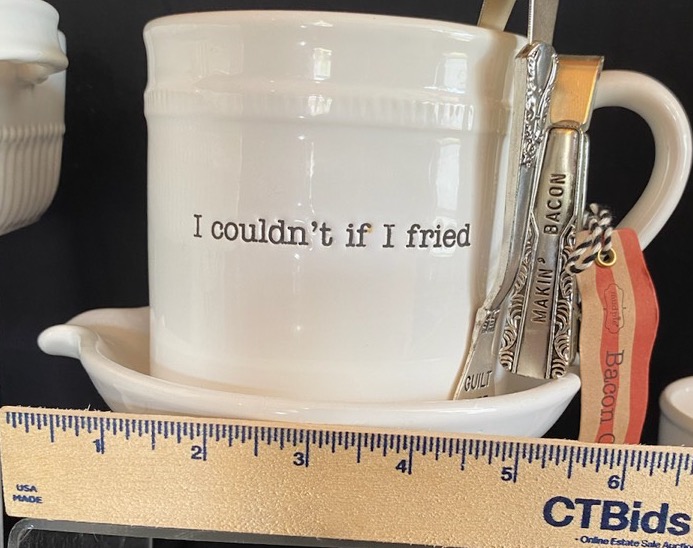 I couldn't if I fried
MAKIN' BACON
GUILT
Bacon
1 2 3 4 5 6
USA
MADE
CTBids
- Online Estate Sale